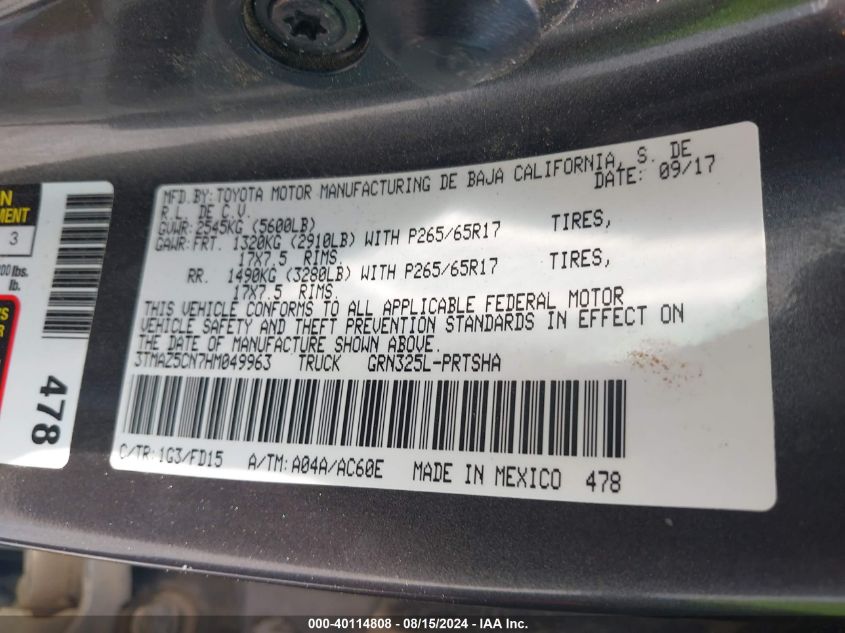 MFD.BY:TOYOTA MOTOR MANUFACTURING DE BAJA CALIFORNIA, S. DE
R.L. DE C.V. DATE: 09/17
GVWR:2545KG (5600LB)
GAWR:FRT. 1320KG (2910LB) WITH P265/65R17 TIRES,
17X7.5 RIMS.
RR. 1490KG (3280LB) WITH P265/65R17 TIRES,
17X7.5 RIMS.
THIS VEHICLE CONFORMS TO ALL APPLICABLE FEDERAL MOTOR
VEHICLE SAFETY AND THEFT PREVENTION STANDARDS IN EFFECT ON
THE DATE OF MANUFACTURE SHOWN ABOVE.
3TMAZ5CN7HM049963 TRUCK GRN325L-PRTSHA
C/TR:1G3/FD15 A/TM:A04A/AC60E MADE IN MEXICO 478
3
lbs.
lb.
478
000-40114808 - 08/15/2024 - IAA Inc.